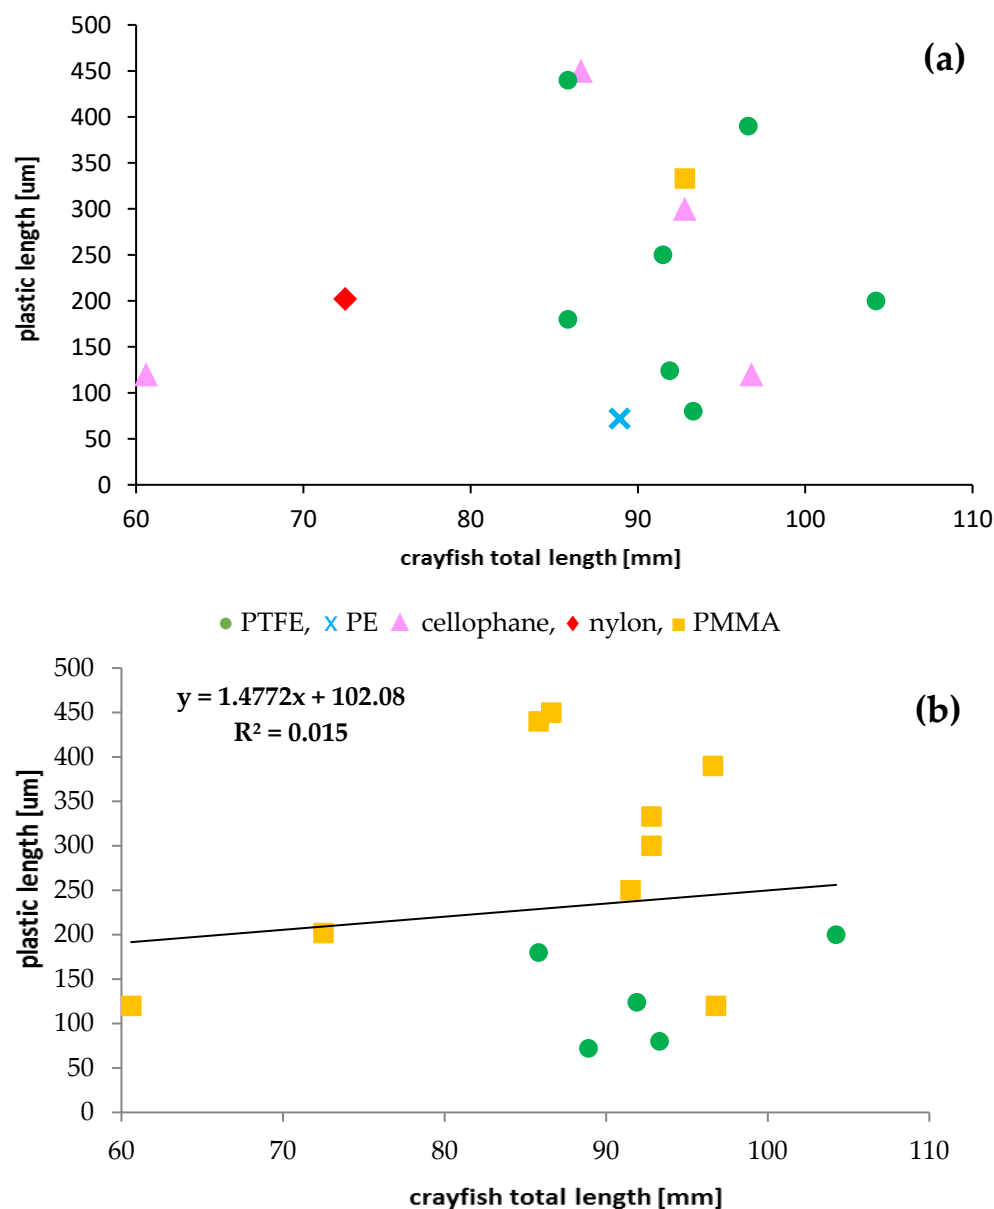 500
(a)
450
400
350
300
250
200
150
100
50
0
plastic length [um]
60 70 80 90 100 110
crayfish total length [mm]
PTFE, PE cellophane, nylon, PMMA
500
y = 1.4772x + 102.08
R² = 0.015
(b)
450
400
350
300
250
200
150
100
50
0
plastic length [um]
60 70 80 90 100 110
crayfish total length [mm]